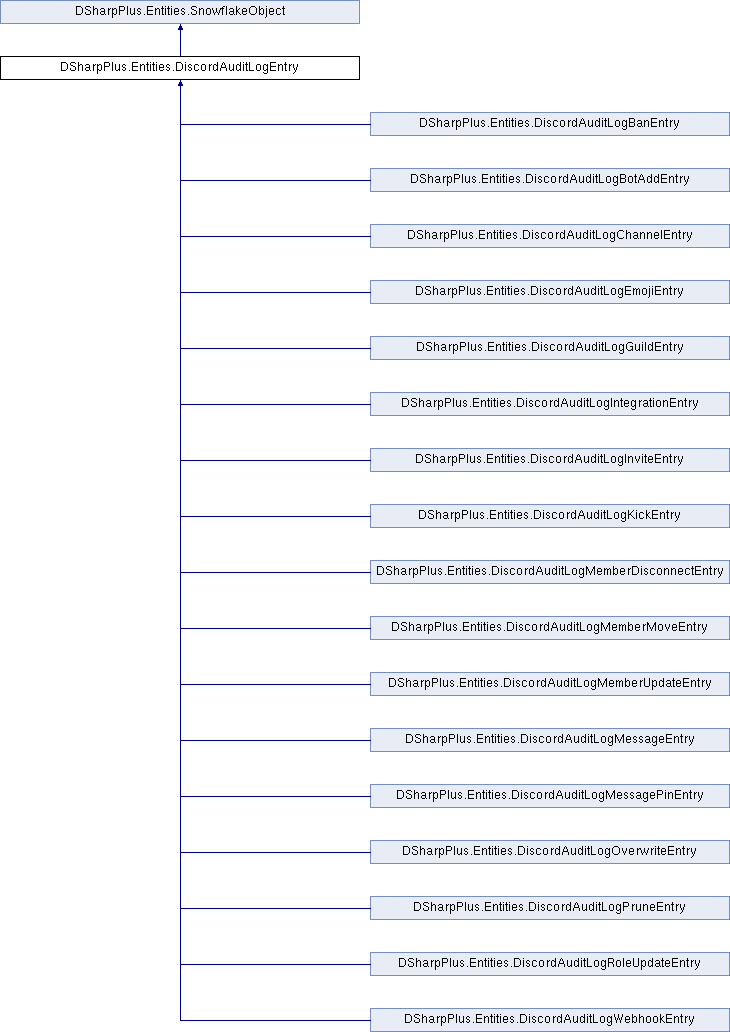 DSharpPlus.Entities.SnowflakeObject
DSharpPlus.Entities.DiscordAuditLogEntry
DSharpPlus.Entities.DiscordAuditLogBanEntry
DSharpPlus.Entities.DiscordAuditLogBotAddEntry
DSharpPlus.Entities.DiscordAuditLogChannelEntry
DSharpPlus.Entities.DiscordAuditLogEmojiEntry
DSharpPlus.Entities.DiscordAuditLogGuildEntry
DSharpPlus.Entities.DiscordAuditLogIntegrationEntry
DSharpPlus.Entities.DiscordAuditLogInviteEntry
DSharpPlus.Entities.DiscordAuditLogKickEntry
DSharpPlus.Entities.DiscordAuditLogMemberDisconnectEntry
DSharpPlus.Entities.DiscordAuditLogMemberMoveEntry
DSharpPlus.Entities.DiscordAuditLogMemberUpdateEntry
DSharpPlus.Entities.DiscordAuditLogMessageEntry
DSharpPlus.Entities.DiscordAuditLogMessagePinEntry
DSharpPlus.Entities.DiscordAuditLogOverwriteEntry
DSharpPlus.Entities.DiscordAuditLogPruneEntry
DSharpPlus.Entities.DiscordAuditLogRoleUpdateEntry
DSharpPlus.Entities.DiscordAuditLogWebhookEntry